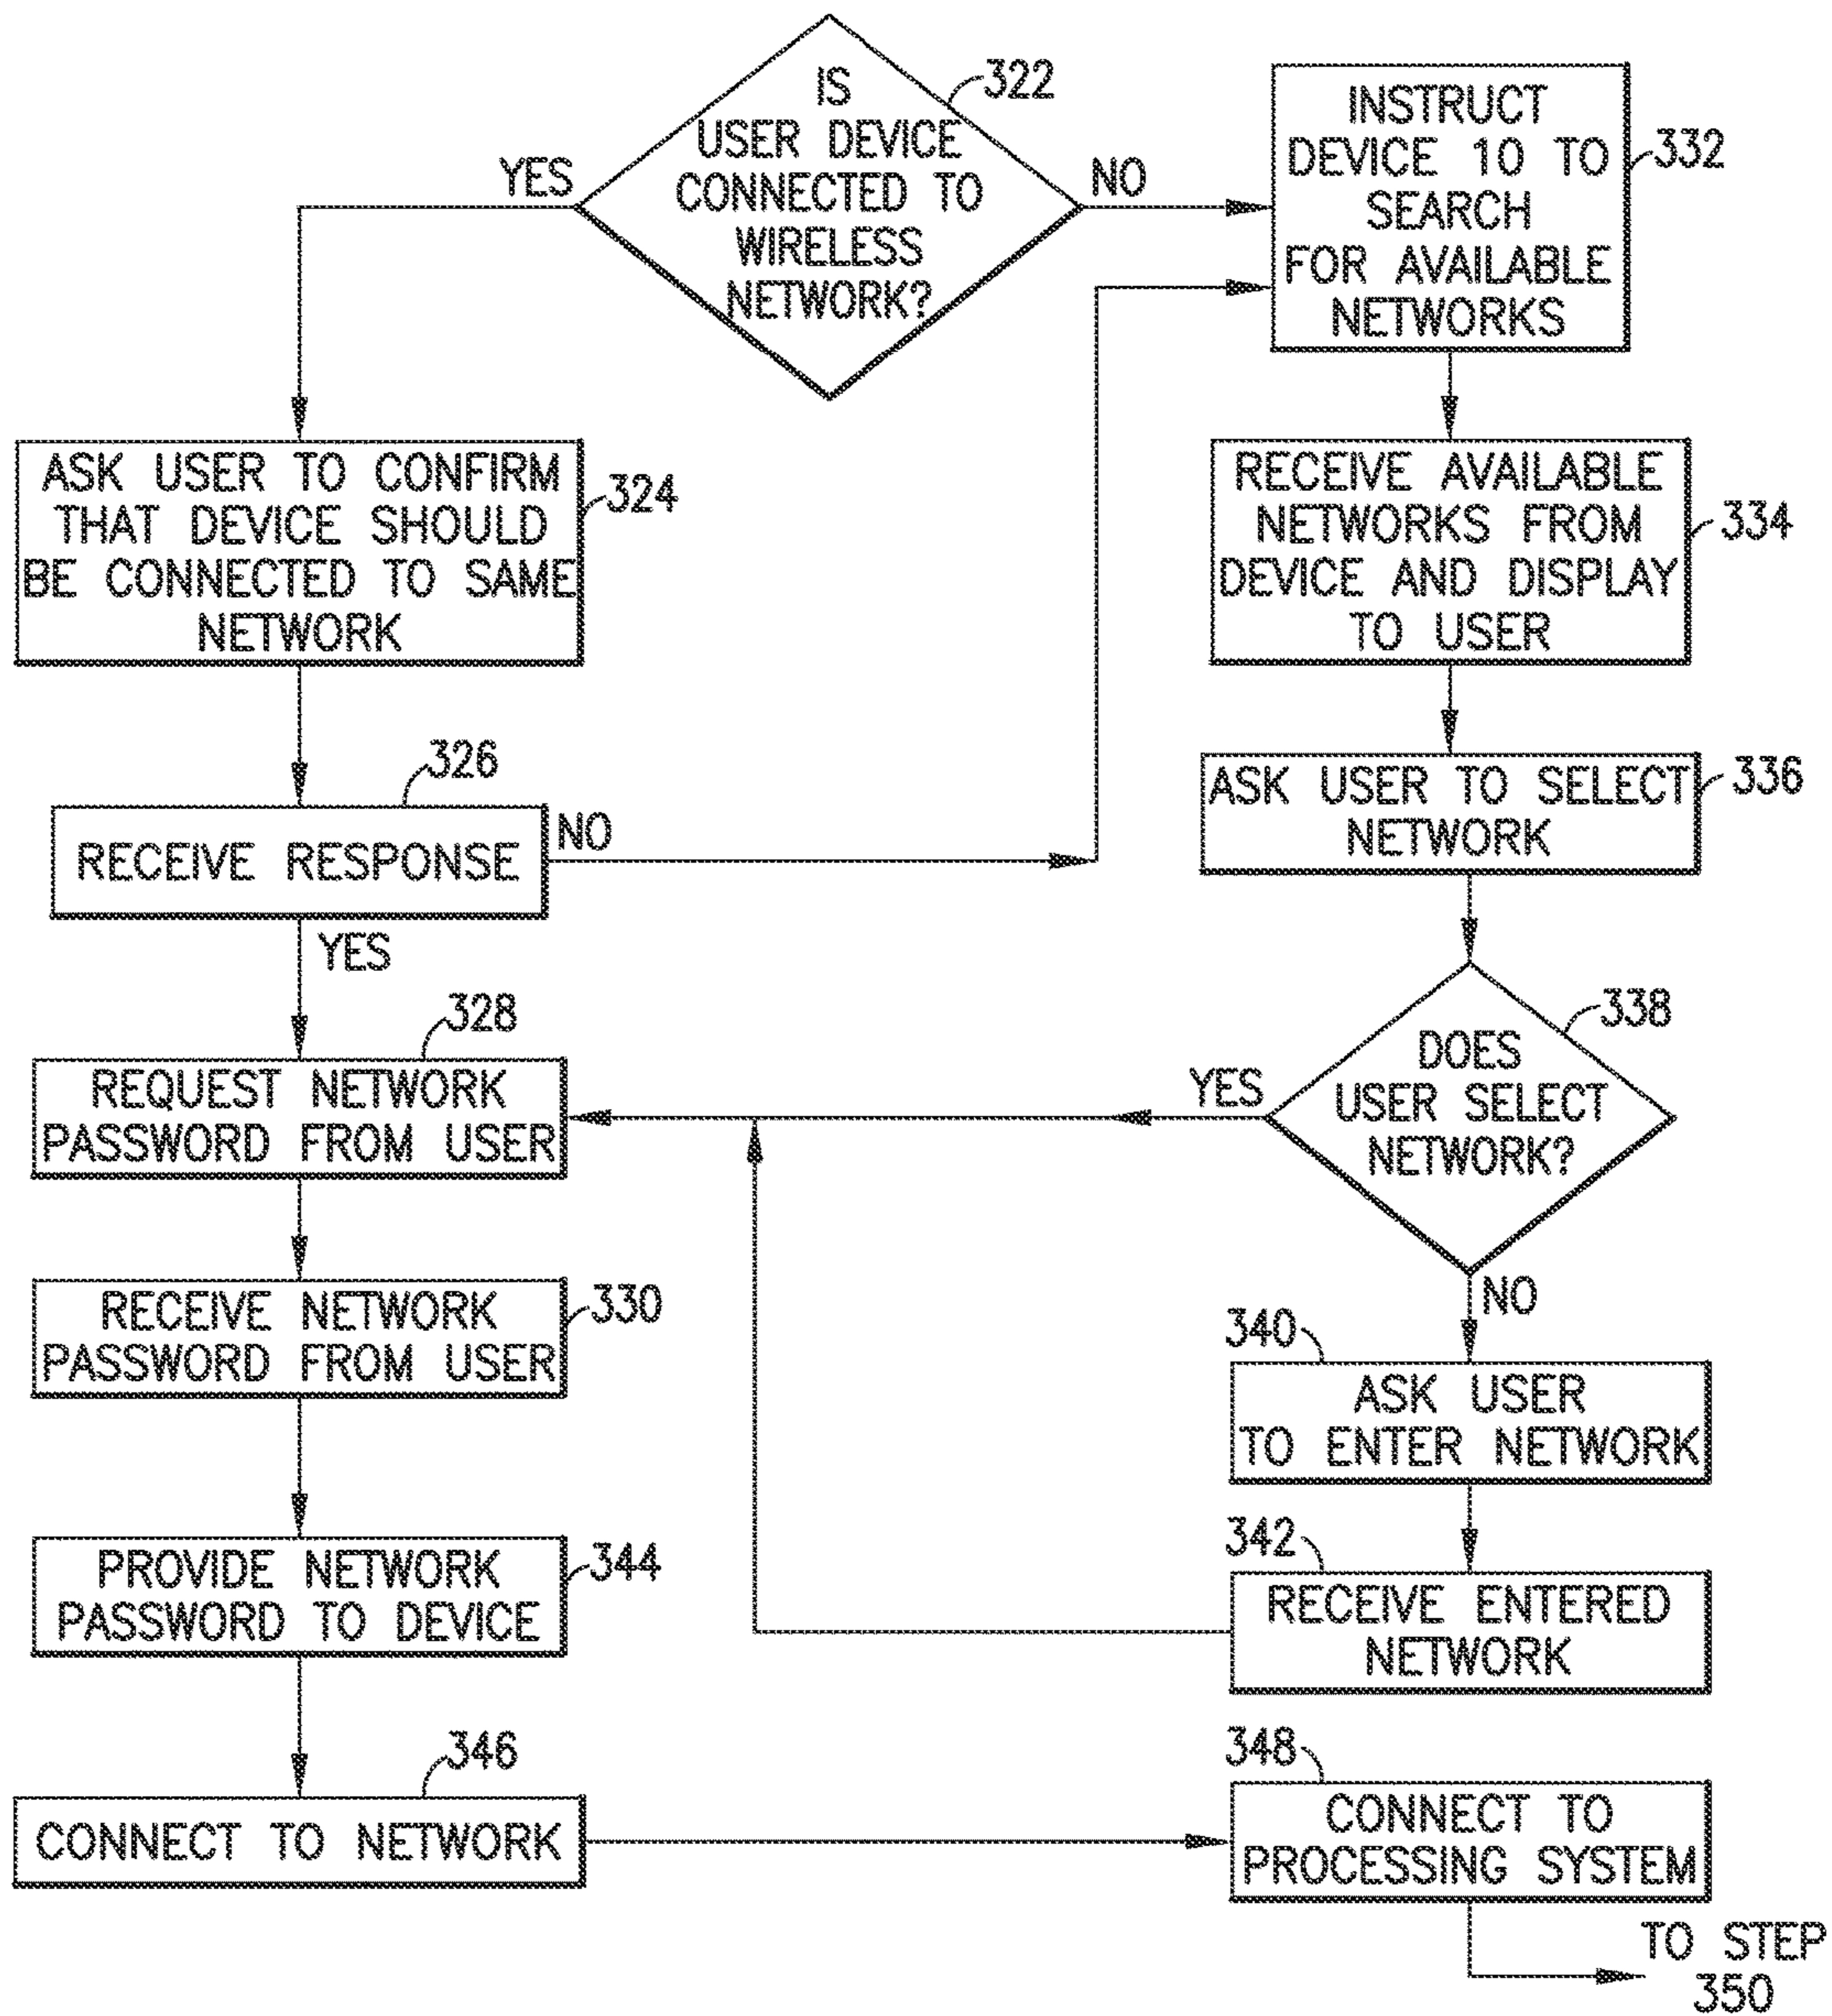 IS
USER DEVICE
CONNECTED TO
WIRELESS
NETWORK?
322
YES
NO
INSTRUCT
DEVICE 10 TO
SEARCH
FOR AVAILABLE
NETWORKS
332
ASK USER TO CONFIRM
THAT DEVICE SHOULD
BE CONNECTED TO SAME
NETWORK
324
RECEIVE AVAILABLE
NETWORKS FROM
DEVICE AND DISPLAY
TO USER
334
326
RECEIVE RESPONSE
NO
YES
ASK USER TO SELECT
NETWORK
336
328
REQUEST NETWORK
PASSWORD FROM USER
YES
DOES
USER SELECT
NETWORK?
338
NO
RECEIVE NETWORK
PASSWORD FROM USER
330
340
ASK USER
TO ENTER NETWORK
PROVIDE NETWORK
PASSWORD TO DEVICE
344
342
RECEIVE ENTERED
NETWORK
346
CONNECT TO NETWORK
348
CONNECT TO
PROCESSING SYSTEM
TO STEP
350